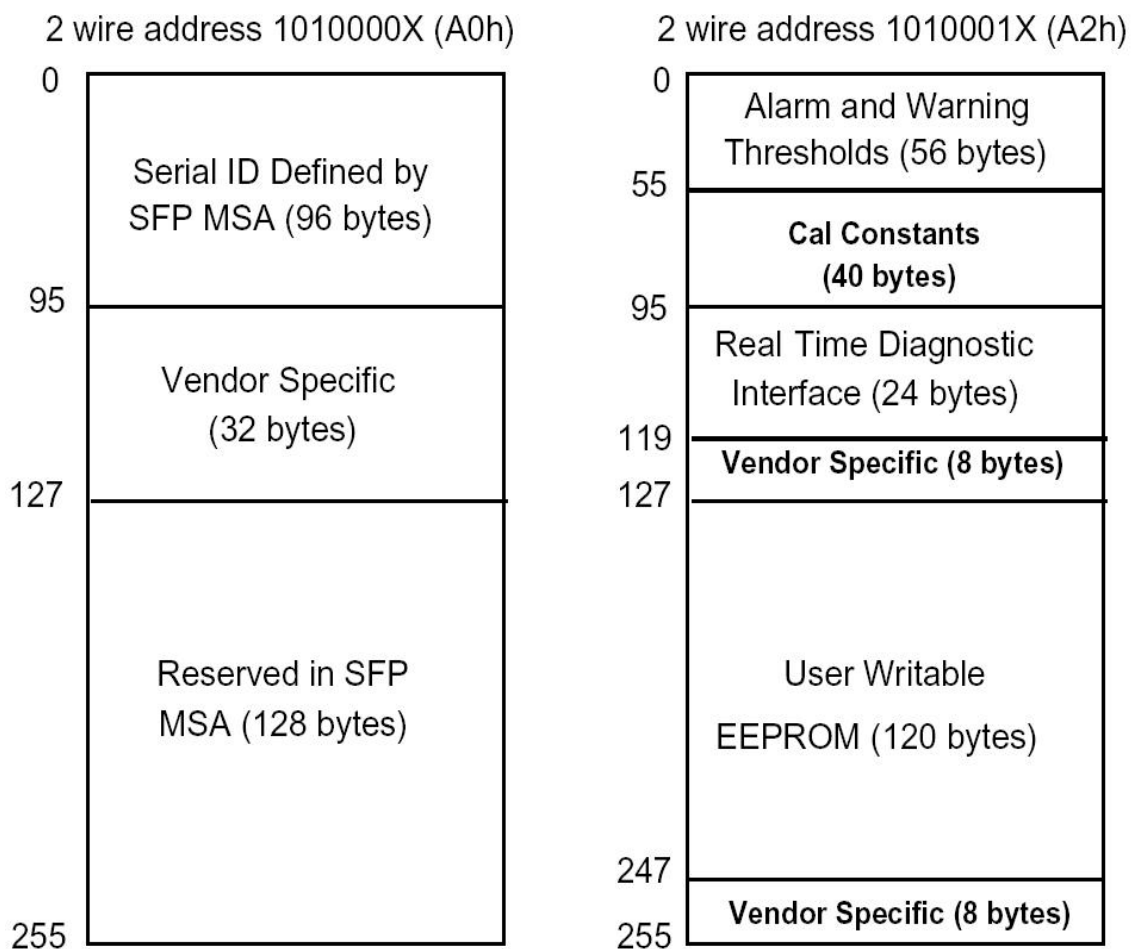 2 wire address 1010000X (A0h)
0
Serial ID Defined by
SFP MSA (96 bytes)
95
Vendor Specific
(32 bytes)
127
Reserved in SFP
MSA (128 bytes)
255
2 wire address 1010001X (A2h)
0
Alarm and Warning
Thresholds (56 bytes)
55
Cal Constants
(40 bytes)
95
Real Time Diagnostic
Interface (24 bytes)
119
Vendor Specific (8 bytes)
127
User Writable
EEPROM (120 bytes)
247
Vendor Specific (8 bytes)
255